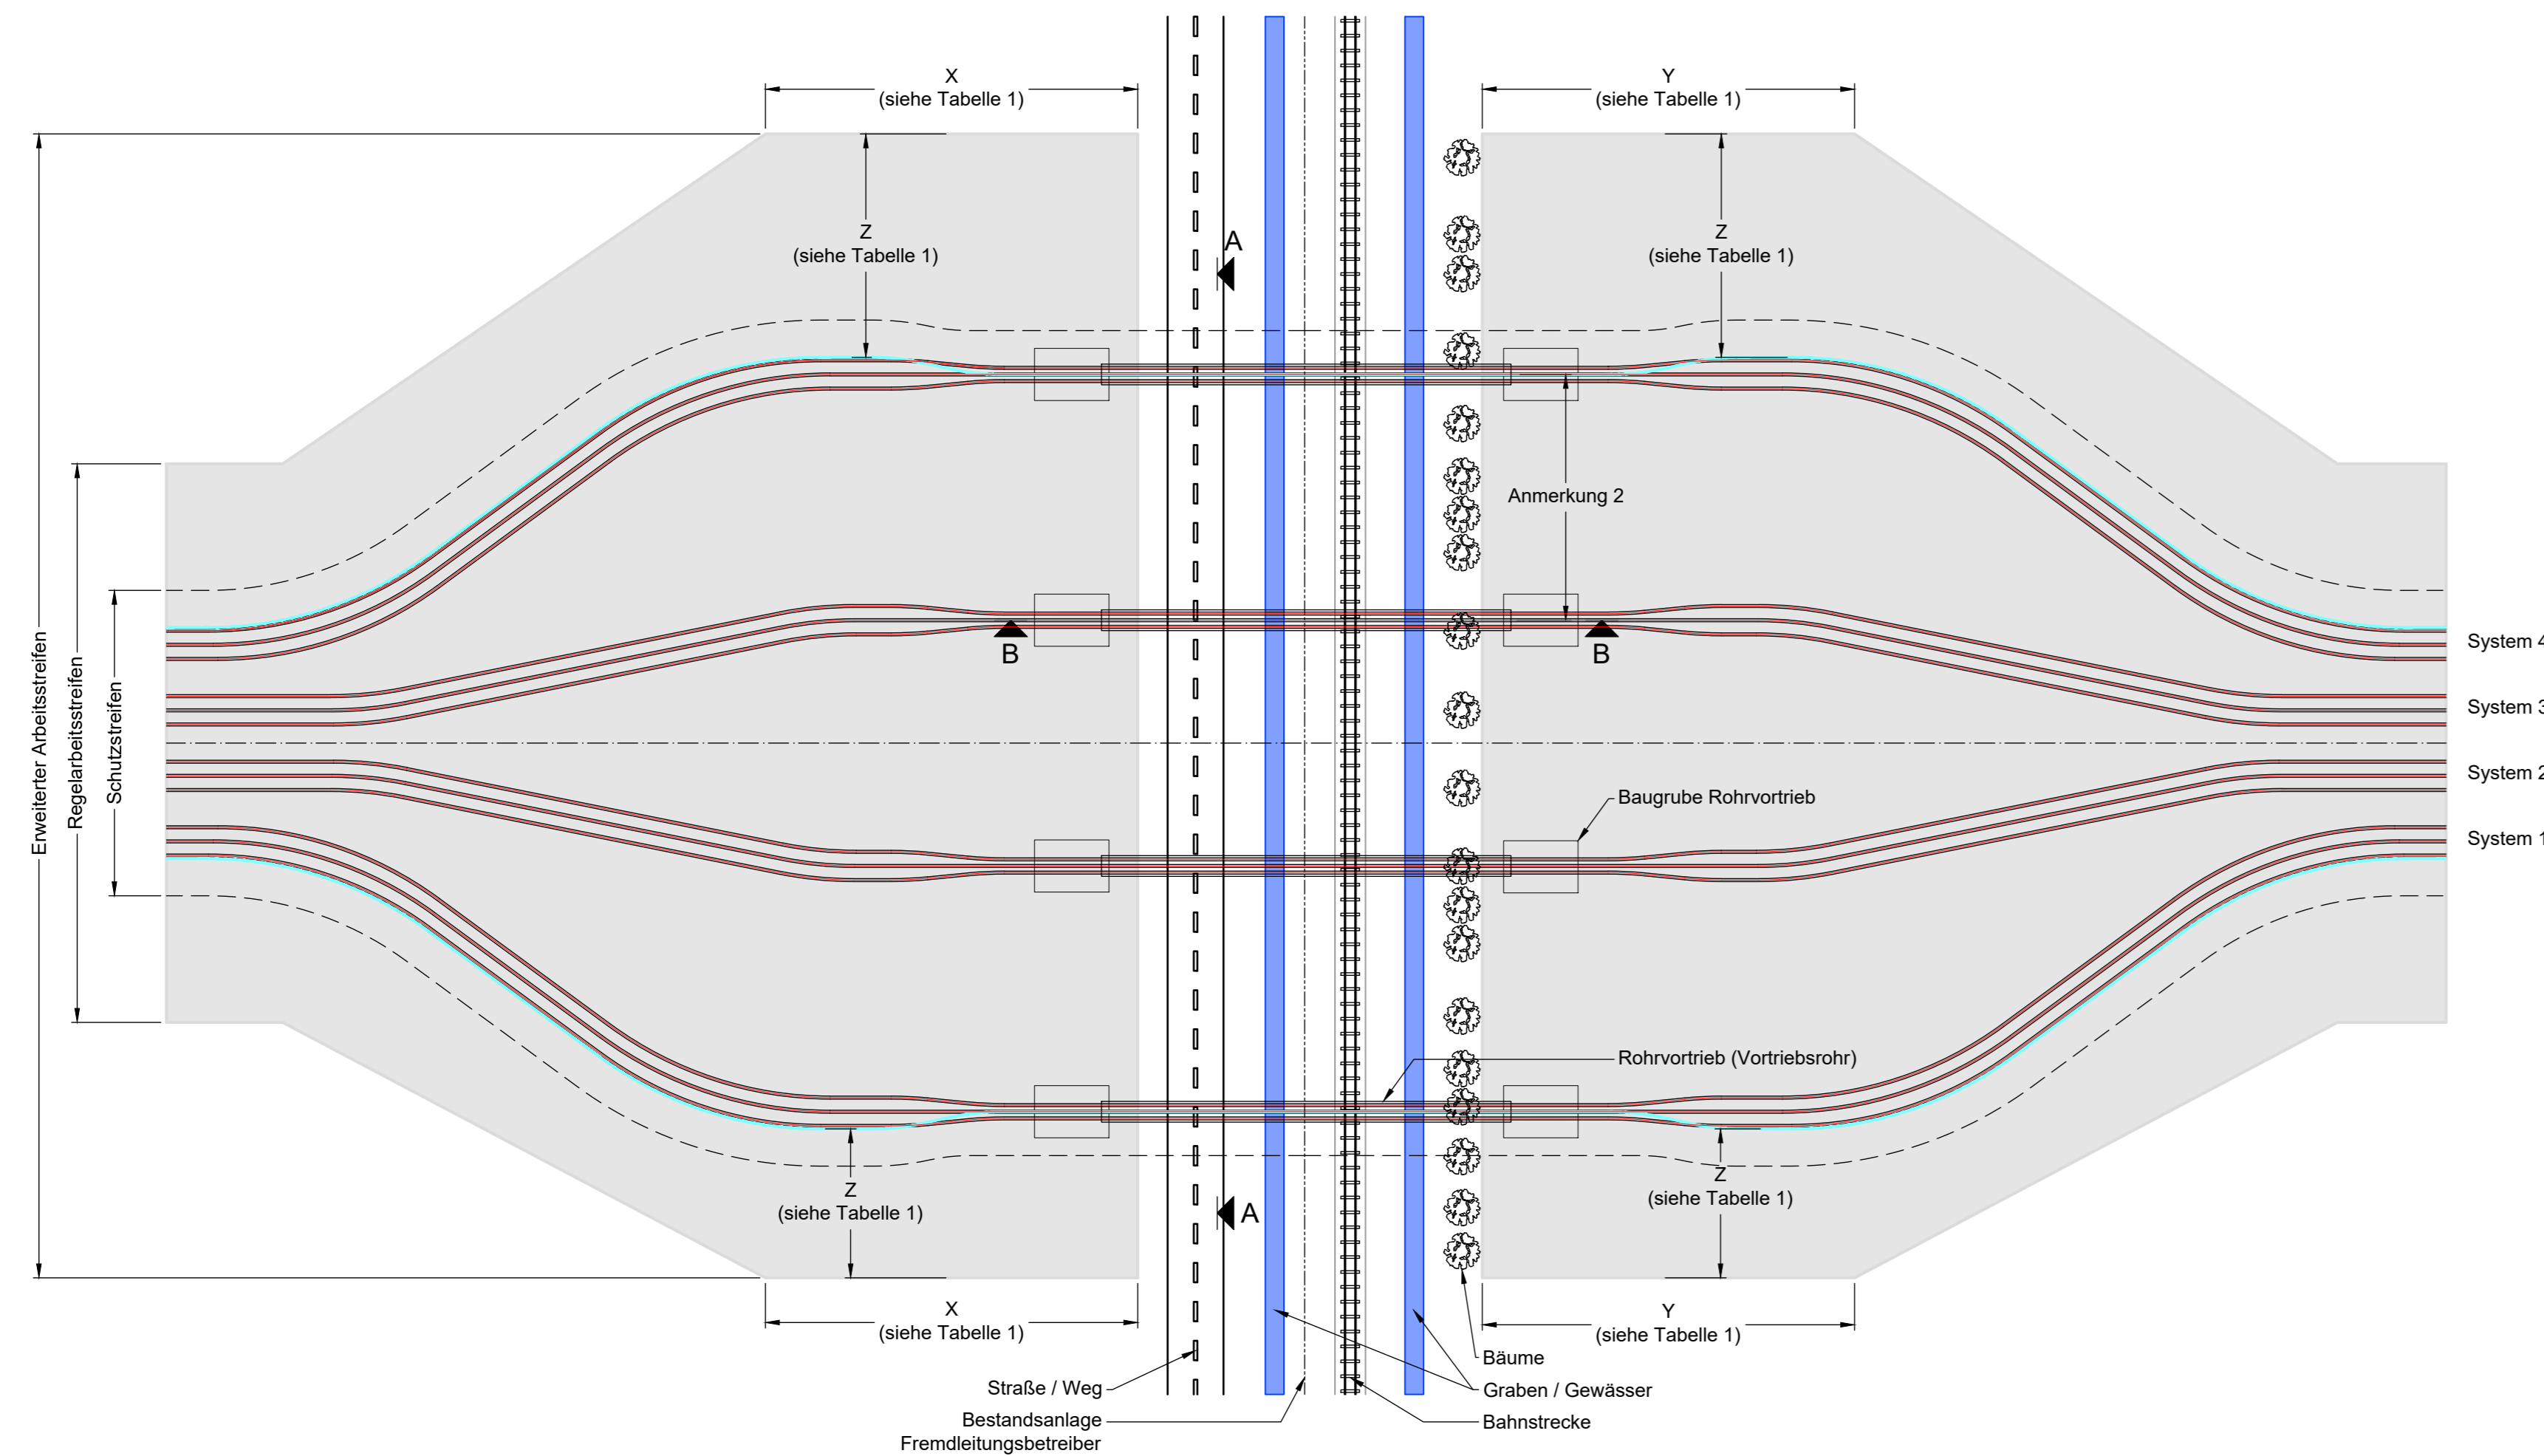 X
(siehe Tabelle 1)
Y
(siehe Tabelle 1)
Z
(siehe Tabelle 1)
A
Z
(siehe Tabelle 1)
Anmerkung 2
Erweiterter Arbeitsstreifen
Regelarbeitsstreifen
Schutzstreifen
B
B
System 4
System 3
System 2
System 1
Baugrube Rohrvortrieb
Rohrvortrieb (Vortriebsrohr)
Z
(siehe Tabelle 1)
A
Z
(siehe Tabelle 1)
X
(siehe Tabelle 1)
Y
(siehe Tabelle 1)
Bäume
Straße / Weg
Graben / Gewässer
Bestandsanlage
Fremdleitungsbetreiber
Bahnstrecke